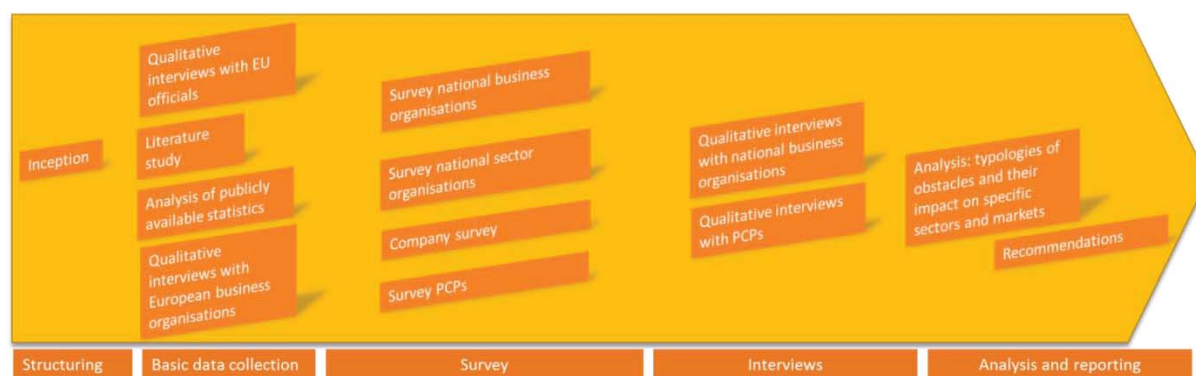 Inception
Qualitative
interviews with EU
officials
Literature
study
Analysis of publicly
available statistics
Qualitative
interviews with
European business
organisations
Survey national business
organisations
Survey national sector
organisations
Company survey
Survey PCPs
Qualitative interviews
with national business
organisations
Qualitative interviews
with PCPs
Analysis: typologies of
obstacles and their
impact on specific
sectors and markets
Recommendations
Structuring
Basic data collection
Survey
Interviews
Analysis and reporting